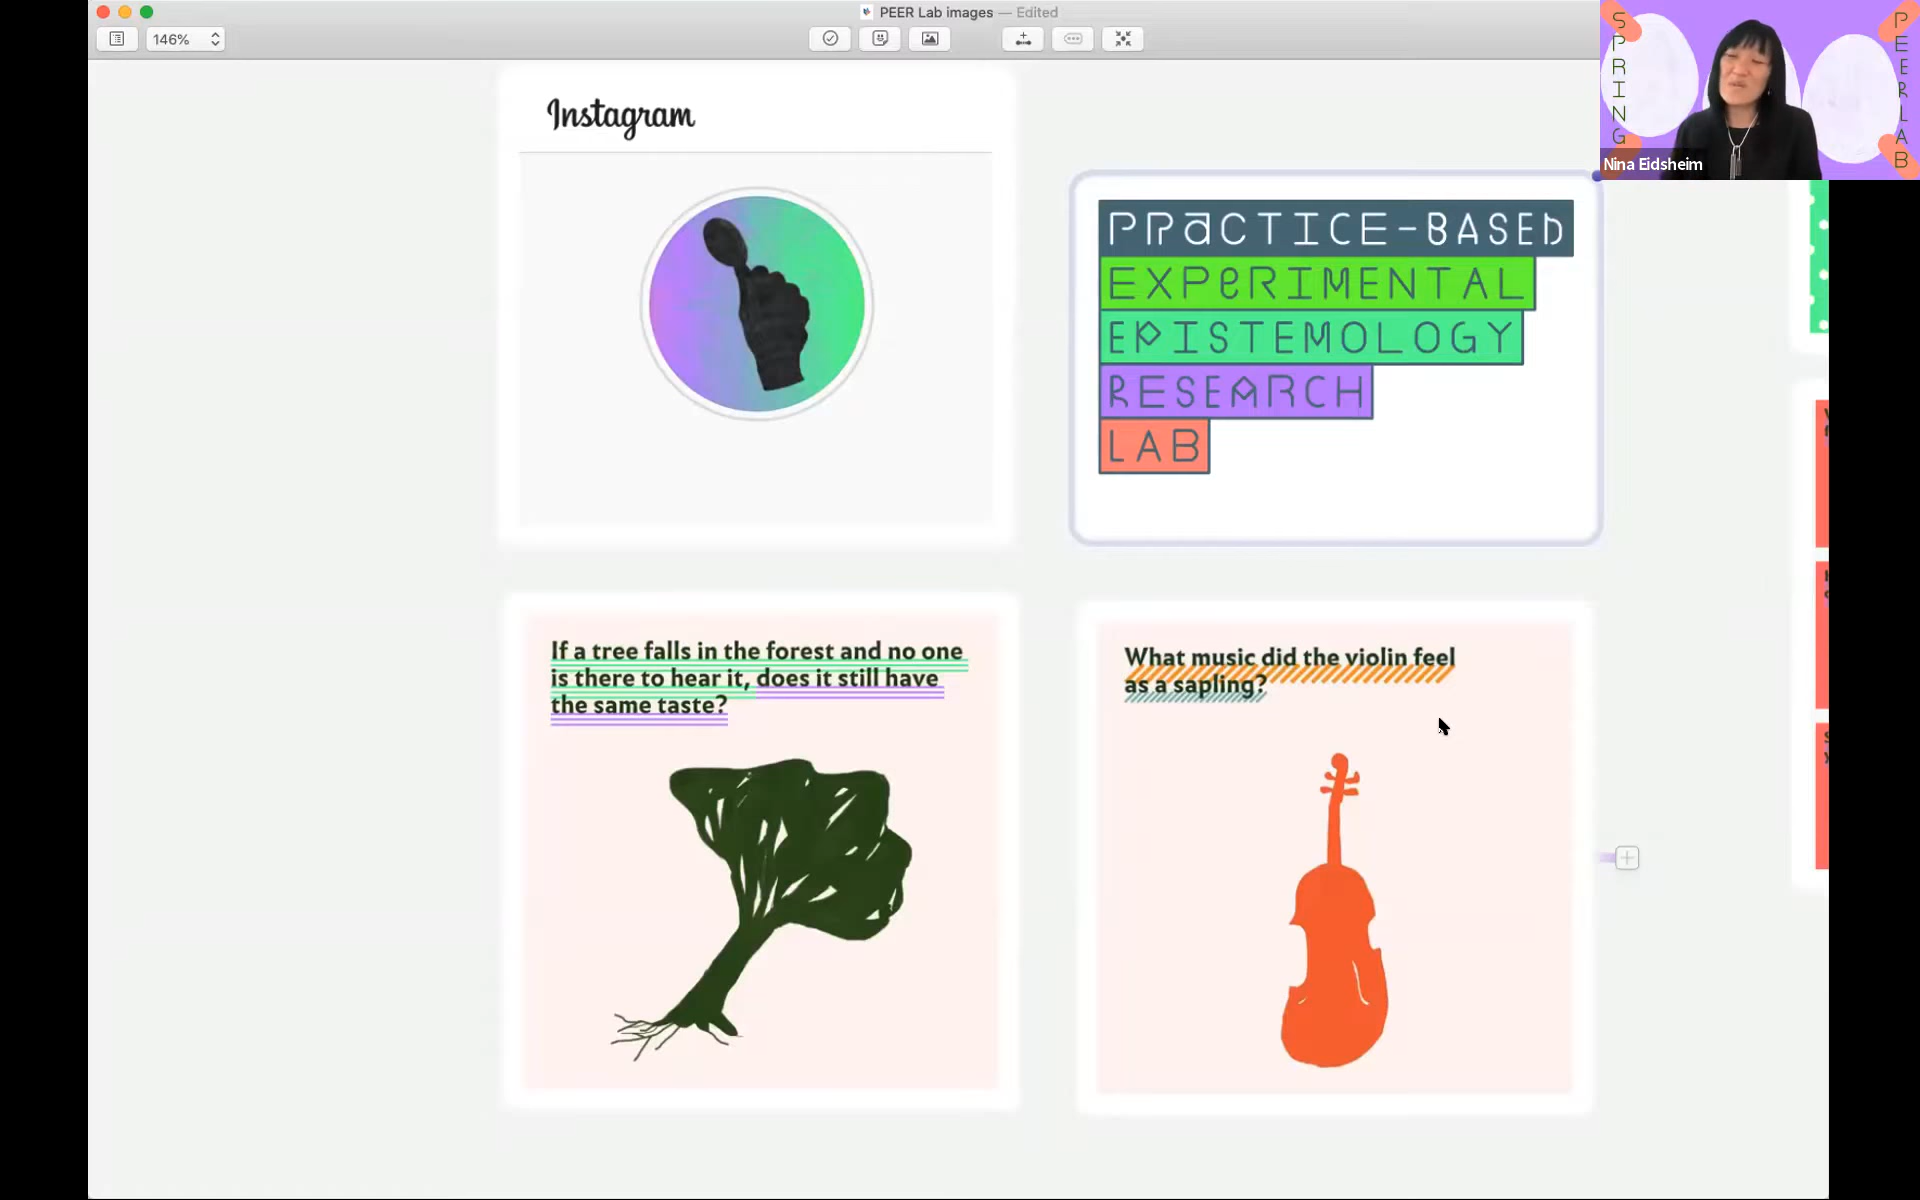 PEER Lab images — Edited
146%
SPRING
PEERLAB
Nina Eidsheim
Instagram
PRACTICE-BASED
EXPERIMENTAL
EPISTEMOLOGY
RESEARCH
LAB
If a tree falls in the forest and no one
is there to hear it, does it still have
the same taste?
What music did the violin feel
as a sapling?